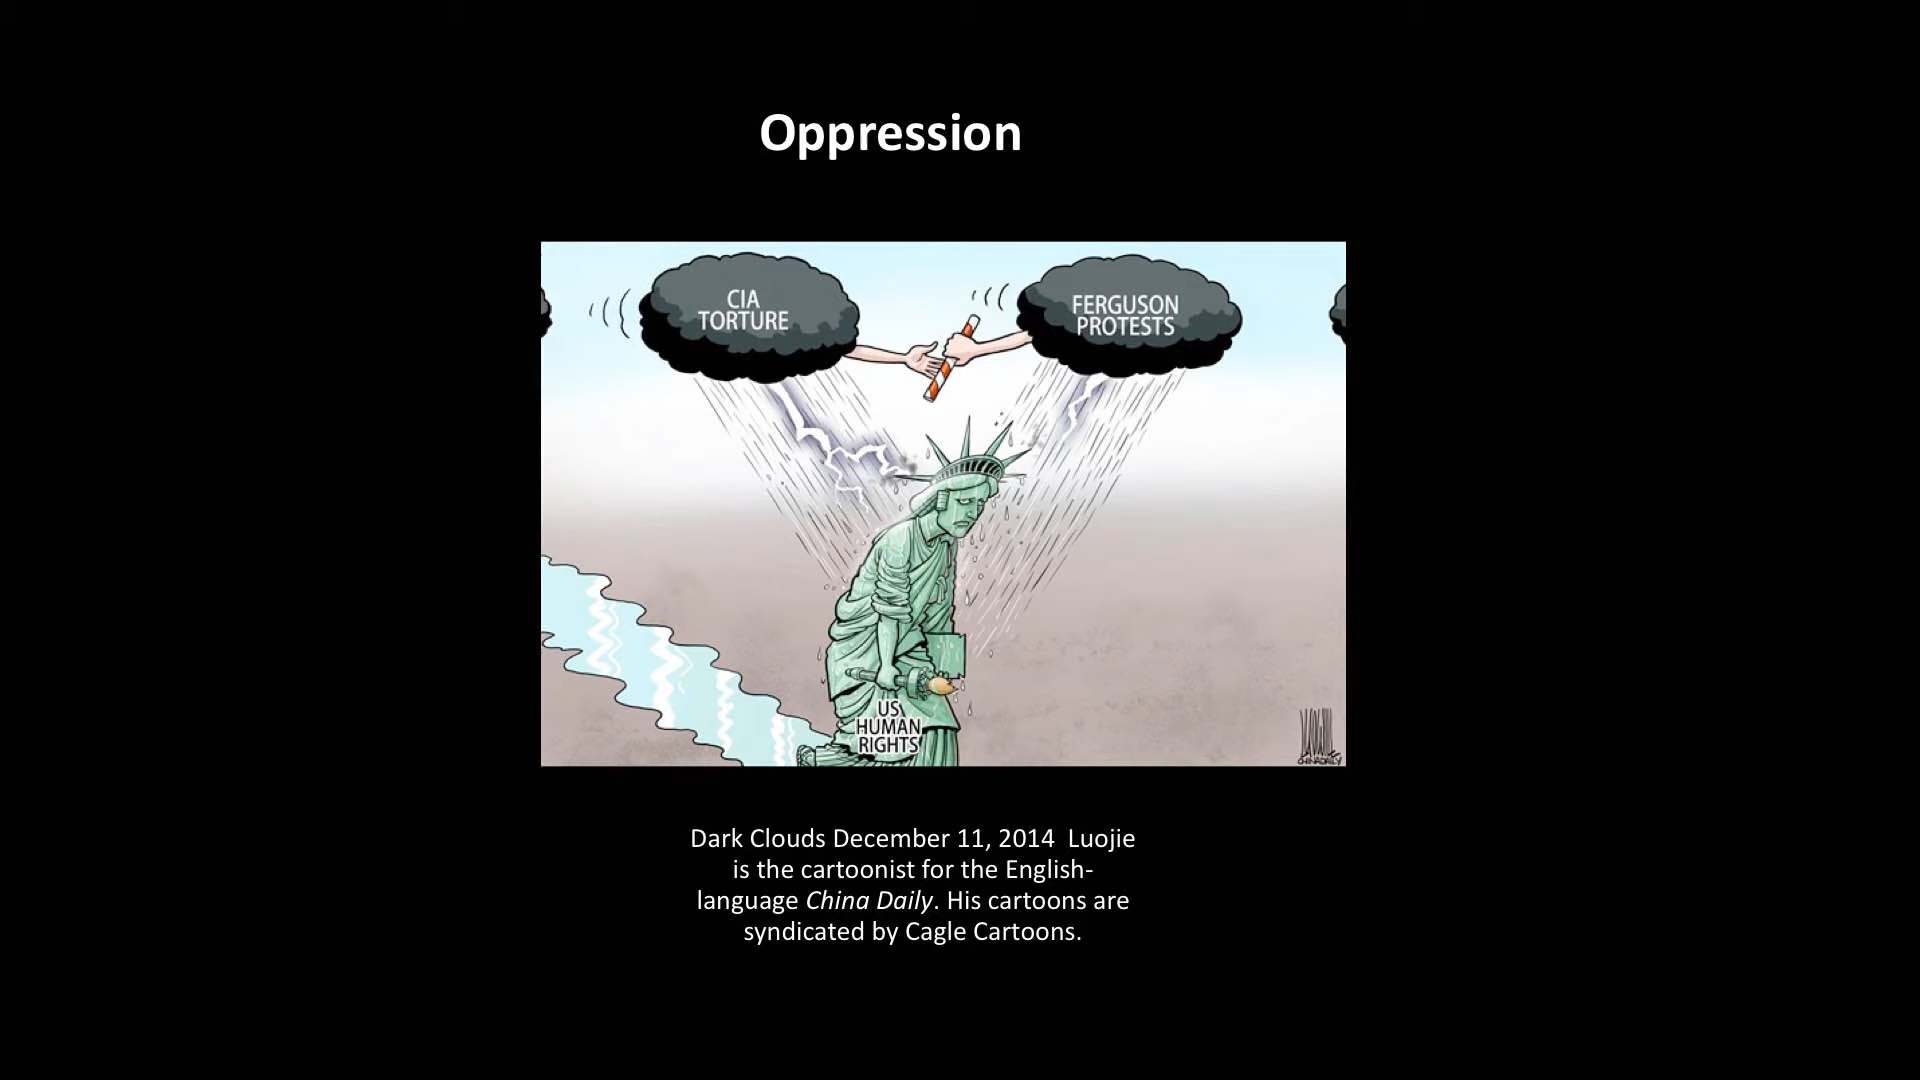 Oppression
CIA
TORTURE
FERGUSON
PROTESTS
US
HUMAN
RIGHTS
CHINADAILY
Dark Clouds December 11, 2014 Luojie
is the cartoonist for the English-
language China Daily. His cartoons are
syndicated by Cagle Cartoons.